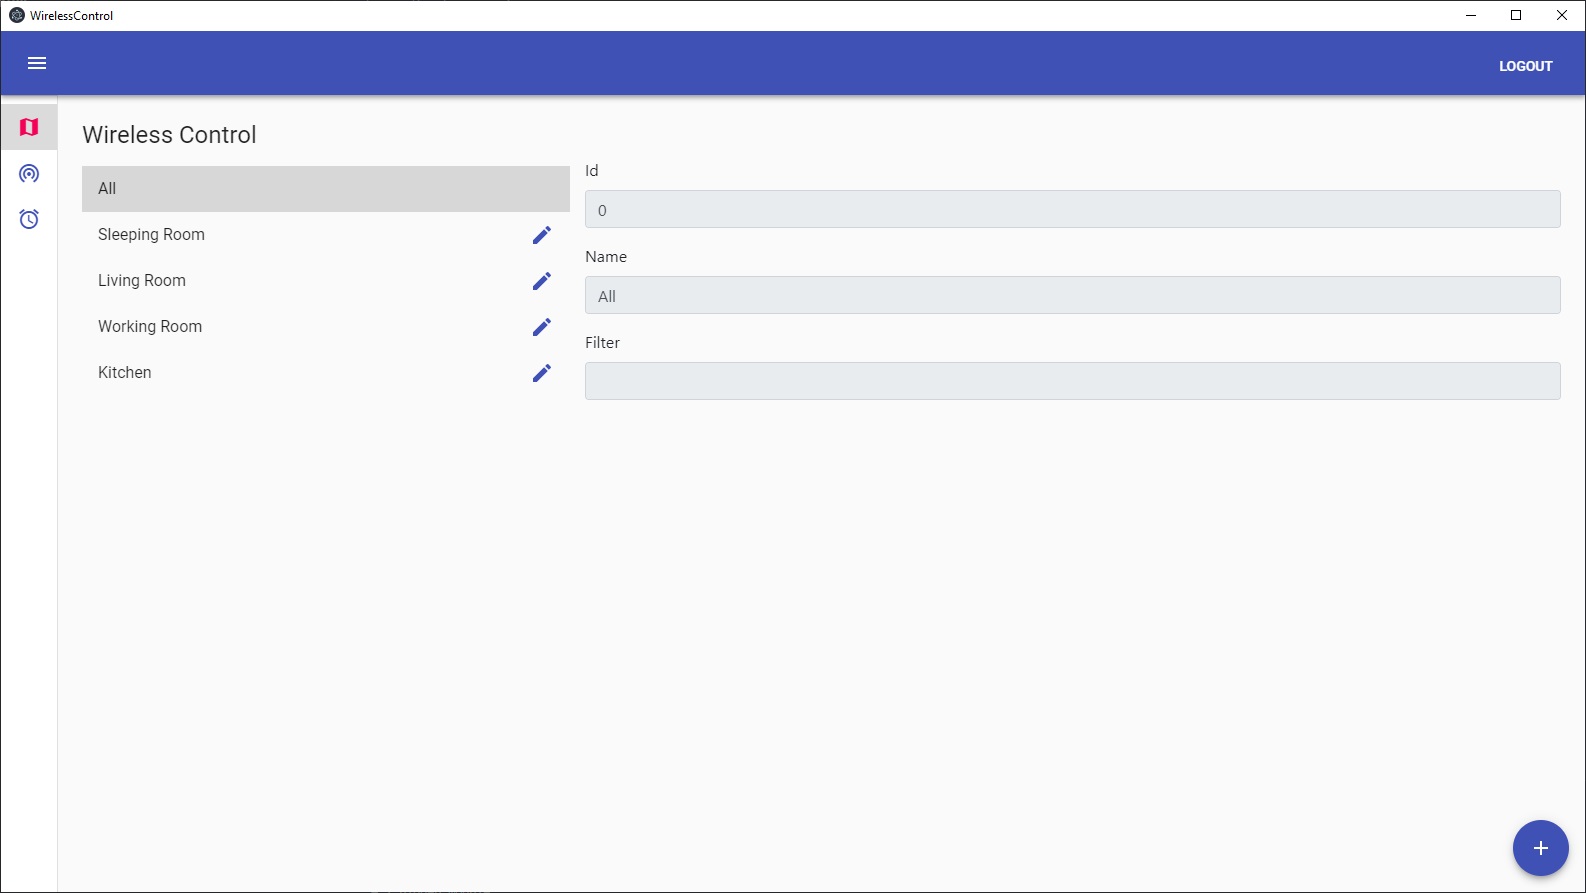 WirelessControl
LOGOUT
Wireless Control
All
Sleeping Room
Living Room
Working Room
Kitchen
Id
0
Name
All
Filter